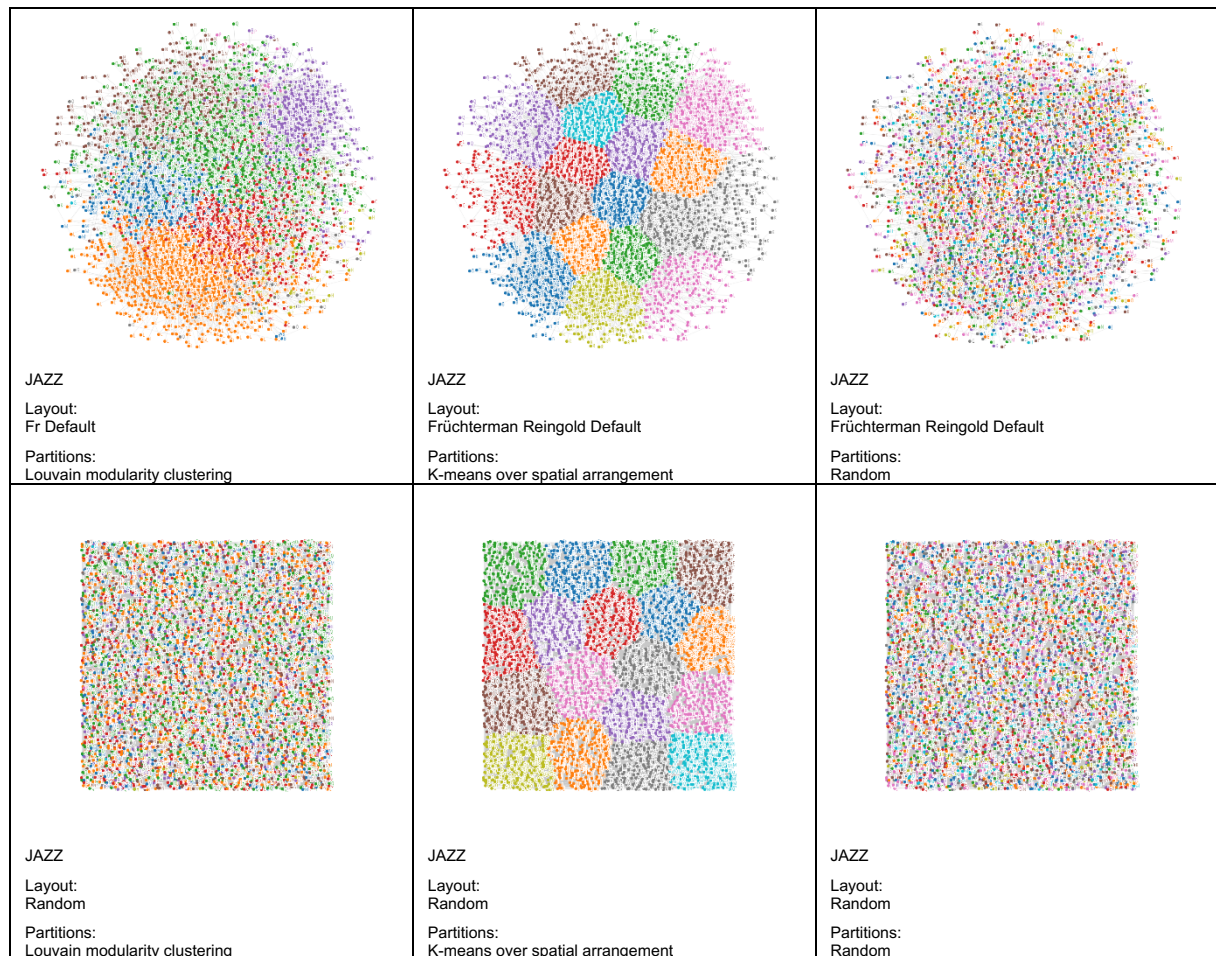 JAZZ
Layout:
Fr Default
Partitions:
Louvain modularity clustering
JAZZ
Layout:
Früchterman Reingold Default
Partitions:
K-means over spatial arrangement
JAZZ
Layout:
Früchterman Reingold Default
Partitions:
Random
JAZZ
Layout:
Random
Partitions:
Louvain modularity clustering
JAZZ
Layout:
Random
Partitions:
K-means over spatial arrangement
JAZZ
Layout:
Random
Partitions:
Random